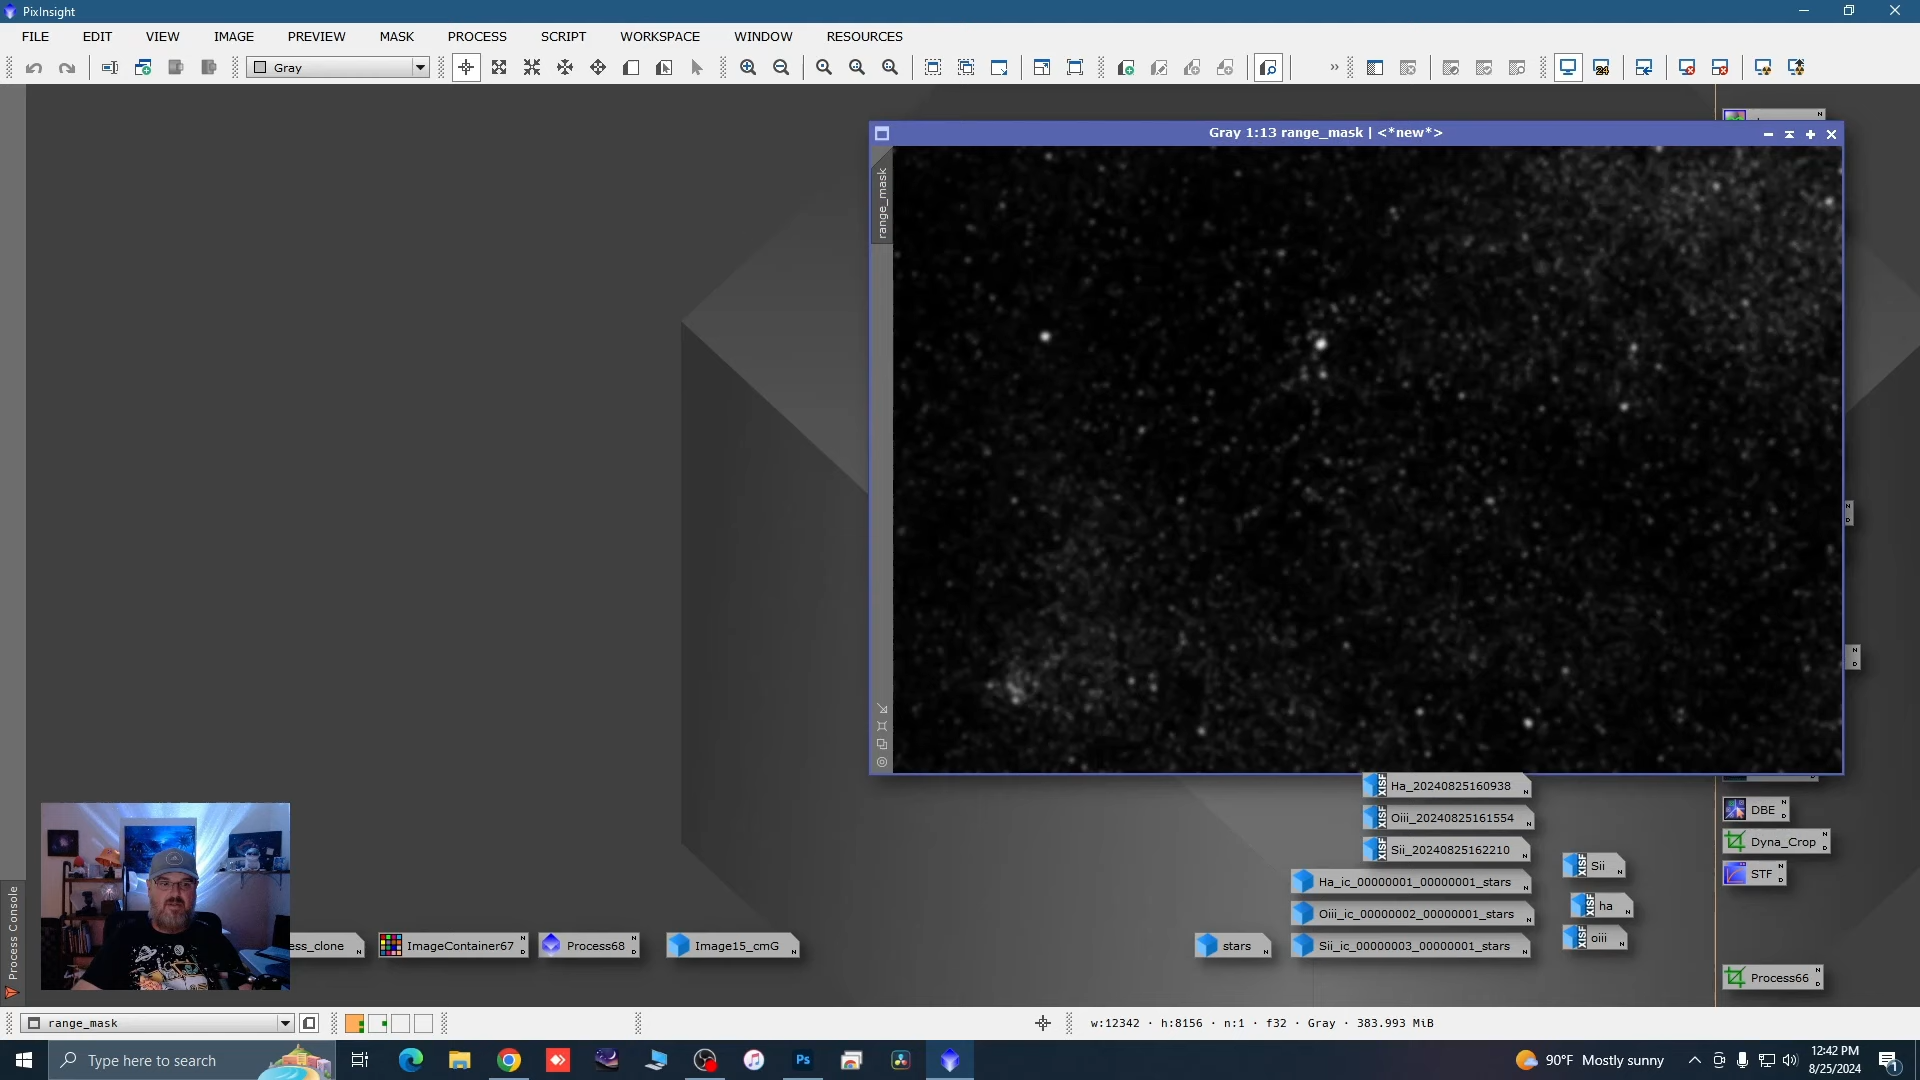 PixInsight
FILE EDIT VIEW IMAGE PREVIEW MASK PROCESS SCRIPT WORKSPACE WINDOW RESOURCES
Gray
24
Gray 1:13 range_mask | <*new*>
range_mask
Ha_20240825160938
Oiii_20240825161554
Sii_20240825162210
Ha_ic_00000001_00000001_stars
Oiii_ic_00000002_00000001_stars
Sii_ic_00000003_00000001_stars
stars
Sii
ha
oiii
DBE
Dyna_Crop
STF
Process66
ess_clone
ImageContainer67
Process68
Image15_cmG
Process Console
range_mask
w:12342 · h:8156 · n:1 · f32 · Gray · 383.993 MiB
Type here to search
Ps
90°F Mostly sunny
12:42 PM
8/25/2024
1